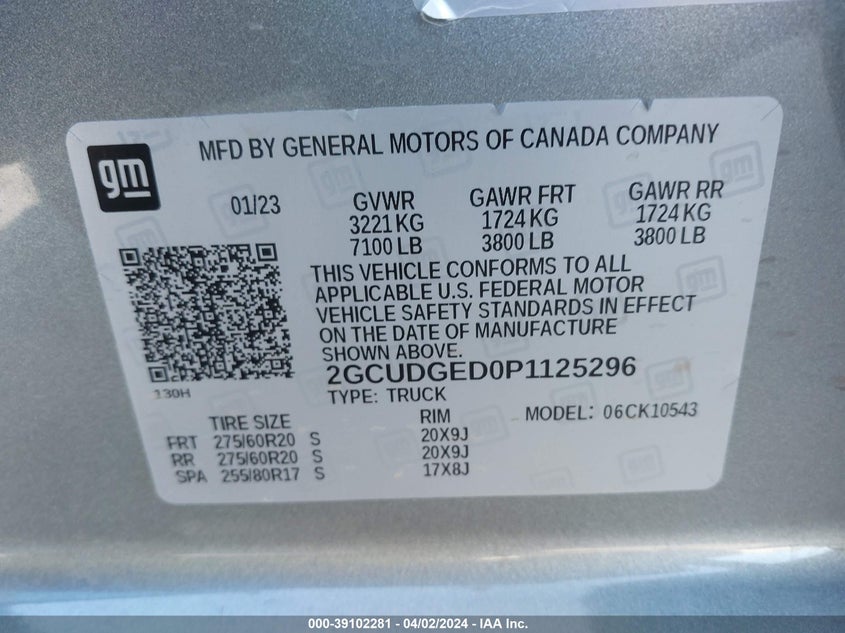 gm
MFD BY GENERAL MOTORS OF CANADA COMPANY
01/23
GVWR GAWR FRT GAWR RR
3221 KG 1724 KG 1724 KG
7100 LB 3800 LB 3800 LB
THIS VEHICLE CONFORMS TO ALL
APPLICABLE U.S. FEDERAL MOTOR
VEHICLE SAFETY STANDARDS IN EFFECT
ON THE DATE OF MANUFACTURE
SHOWN ABOVE.
130H
2GCUDGED0P1125296
TYPE: TRUCK
MODEL: 06CK10543
TIRE SIZE RIM
FRT 275/60R20 S 20X9J
RR 275/60R20 S 20X9J
SPA 255/80R17 S 17X8J
000-39102281 - 04/02/2024 - IAA Inc.